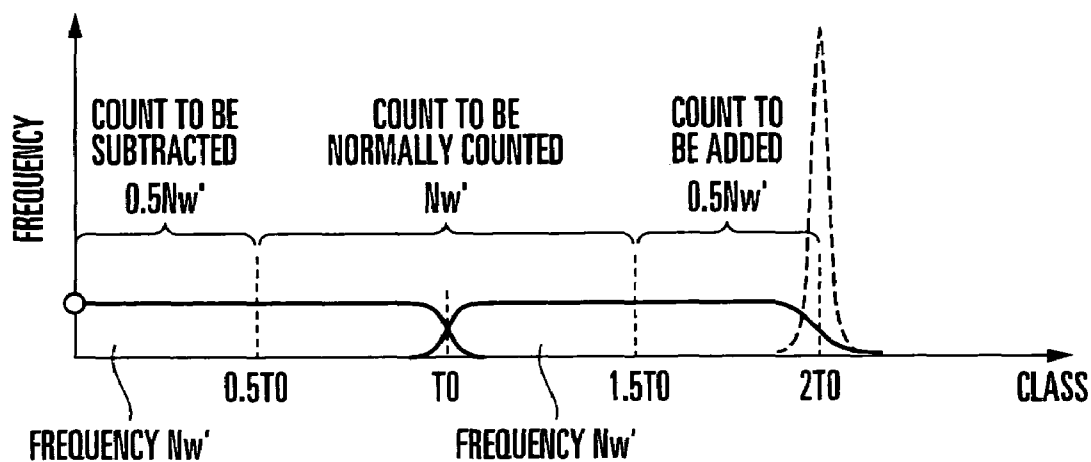 FREQUENCY
COUNT TO BE
SUBTRACTED
0.5Nw'
COUNT TO BE
NORMALLY COUNTED
Nw'
COUNT TO
BE ADDED
0.5Nw'
0.5T0
T0
1.5T0
2T0
CLASS
FREQUENCY Nw'
FREQUENCY Nw'